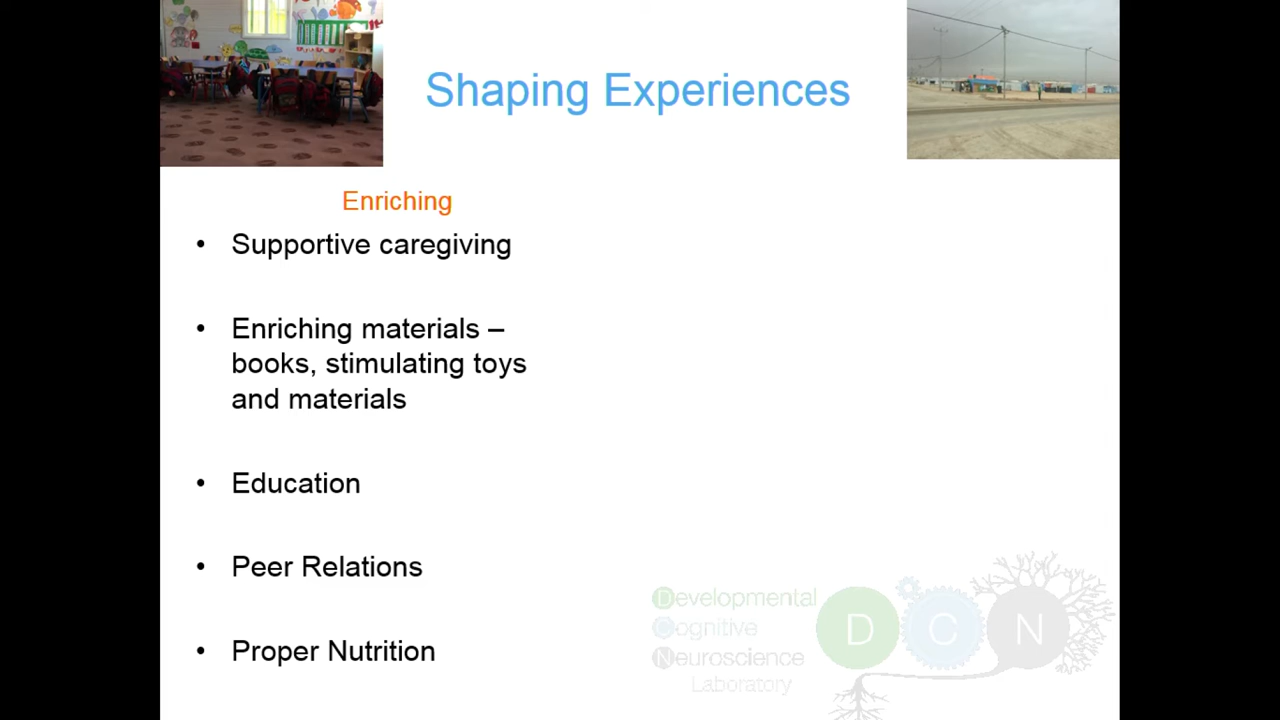 Shaping Experiences
Enriching
• Supportive caregiving
• Enriching materials –
books, stimulating toys
and materials
• Education
• Peer Relations
• Proper Nutrition
Developmental
Cognitive
Neuroscience
Laboratory
D C N